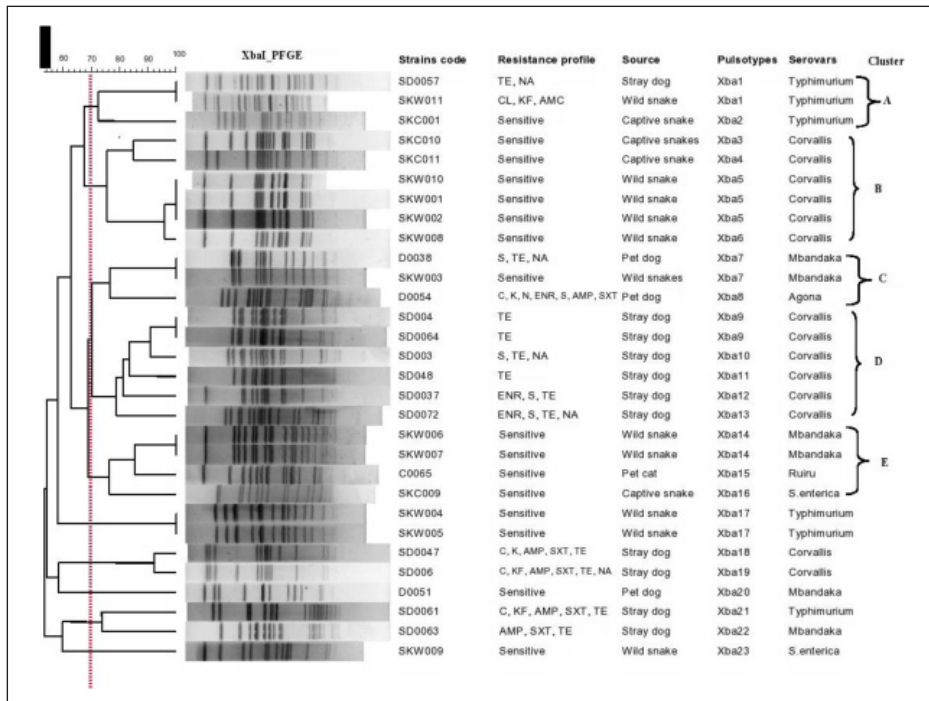 XbaI_PFGE
60 70 80 90 100
Strains code Resistance profile Source Pulsotypes Serovars Cluster
SD0057 TE, NA Stray dog Xba1 Typhimurium
SKW011 CL, KF, AMC Wild snake Xba1 Typhimurium A
SKC001 Sensitive Captive snake Xba2 Typhimurium
SKC010 Sensitive Captive snakes Xba3 Corvallis
SKC011 Sensitive Captive snake Xba4 Corvallis
SKW010 Sensitive Wild snake Xba5 Corvallis B
SKW001 Sensitive Wild snake Xba5 Corvallis
SKW002 Sensitive Wild snake Xba5 Corvallis
SKW008 Sensitive Wild snake Xba6 Corvallis
D0038 S, TE, NA Pet dog Xba7 Mbandaka
SKW003 Sensitive Wild snakes Xba7 Mbandaka C
D0054 C, K, N, ENR, S, AMP, SXT Pet dog Xba8 Agona
SD004 TE Stray dog Xba9 Corvallis
SD0064 TE Stray dog Xba9 Corvallis
SD003 S, TE, NA Stray dog Xba10 Corvallis D
SD048 TE Stray dog Xba11 Corvallis
SD0037 ENR, S, TE Stray dog Xba12 Corvallis
SD0072 ENR, S, TE, NA Stray dog Xba13 Corvallis
SKW006 Sensitive Wild snake Xba14 Mbandaka
SKW007 Sensitive Wild snake Xba14 Mbandaka E
C0065 Sensitive Pet cat Xba15 Ruiru
SKC009 Sensitive Captive snake Xba16 S.enterica
SKW004 Sensitive Wild snake Xba17 Typhimurium
SKW005 Sensitive Wild snake Xba17 Typhimurium
SD0047 C, K, AMP, SXT, TE Stray dog Xba18 Corvallis
SD006 C, KF, AMP, SXT, TE, NA Stray dog Xba19 Corvallis
D0051 Sensitive Pet dog Xba20 Mbandaka
SD0061 C, KF, AMP, SXT, TE Stray dog Xba21 Typhimurium
SD0063 AMP, SXT, TE Stray dog Xba22 Mbandaka
SKW009 Sensitive Wild snake Xba23 S.enterica